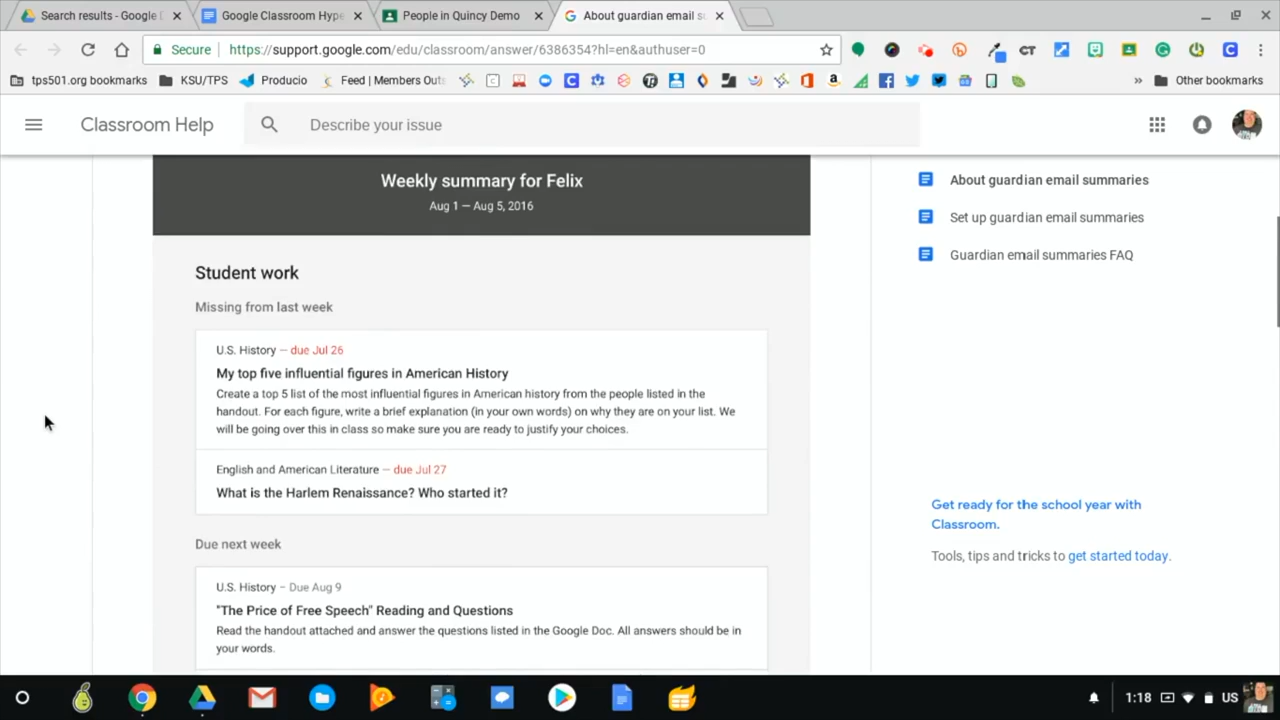 Search results - Google D
Google Classroom Hype
People in Quincy Demo
About guardian email su
Secure
https://support.google.com/edu/classroom/answer/6386354?hl=en&authuser=0
tps501.org bookmarks
KSU/TPS
Producio
Feed | Members Outs
Other bookmarks
Classroom Help
Describe your issue
Weekly summary for Felix
Aug 1 — Aug 5, 2016
Student work
Missing from last week
U.S. History – due Jul 26
My top five influential figures in American History
Create a top 5 list of the most influential figures in American history from the people listed in the
handout. For each figure, write a brief explanation (in your own words) on why they are on your list. We
will be going over this in class so make sure you are ready to justify your choices.
English and American Literature – due Jul 27
What is the Harlem Renaissance? Who started it?
Due next week
U.S. History – Due Aug 9
"The Price of Free Speech" Reading and Questions
Read the handout attached and answer the questions listed in the Google Doc. All answers should be in
your words.
About guardian email summaries
Set up guardian email summaries
Guardian email summaries FAQ
Get ready for the school year with
Classroom.
Tools, tips and tricks to get started today.
1:18
US